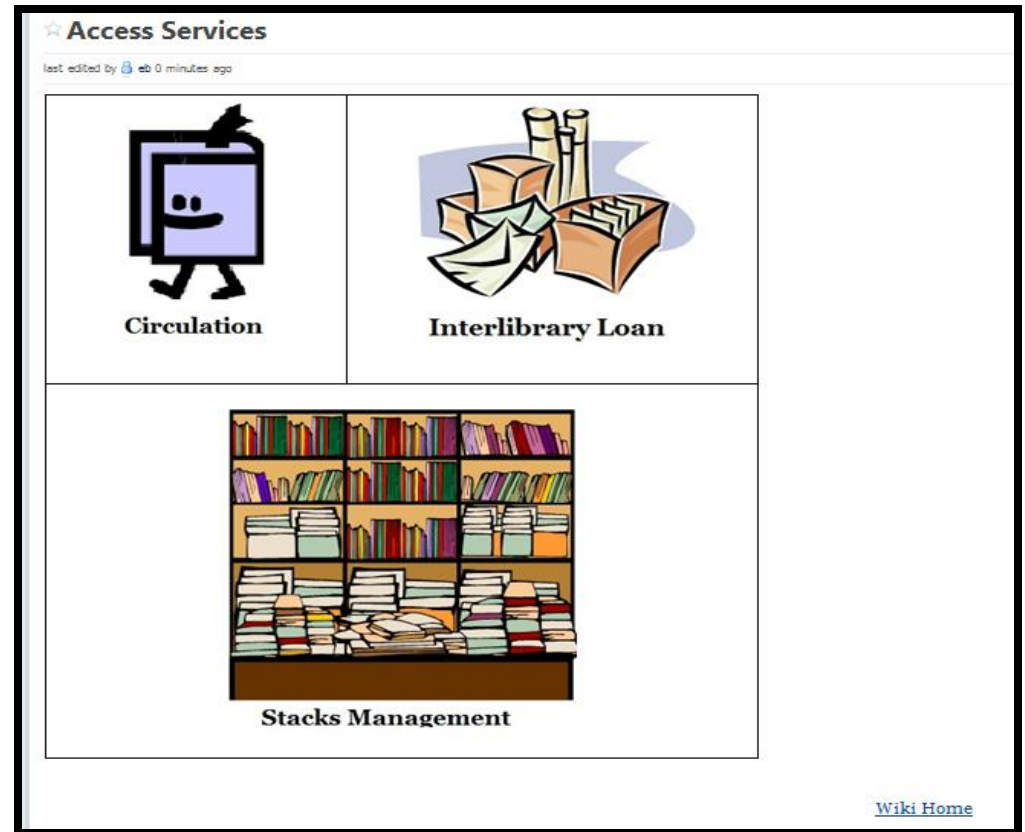 Access Services
last edited by eb 0 minutes ago
Circulation
Interlibrary Loan
Stacks Management
Wiki Home